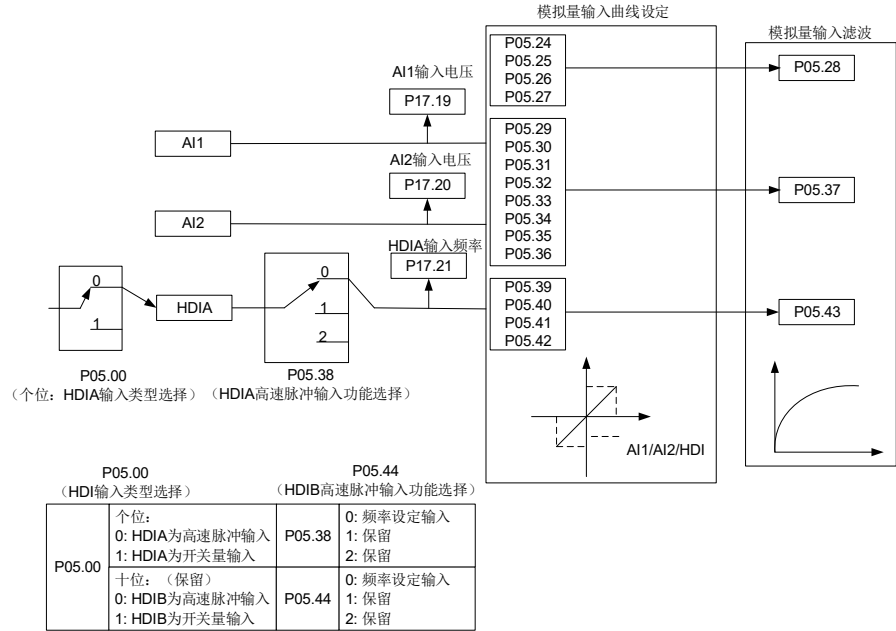 模拟量输入曲线设定
模拟量输入滤波
P05.24
P05.25
P05.26
P05.27
P05.28
AI1输入电压
P17.19
AI1
P05.29
P05.30
P05.31
P05.32
P05.33
P05.34
P05.35
P05.36
P05.37
AI2输入电压
P17.20
AI2
HDIA输入频率
P17.21
0
1
HDIA
0
1
2
P05.39
P05.40
P05.41
P05.42
P05.43
P05.00
（个位：HDIA输入类型选择）
P05.38
（HDIA高速脉冲输入功能选择）
AI1/AI2/HDI
P05.00
（HDI输入类型选择）
P05.44
（HDIB高速脉冲输入功能选择）
P05.00
个位：
0: HDIA为高速脉冲输入
1: HDIA为开关量输入
P05.38
0: 频率设定输入
1: 保留
2: 保留
十位：（保留）
0: HDIB为高速脉冲输入
1: HDIB为开关量输入
P05.44
0: 频率设定输入
1: 保留
2: 保留